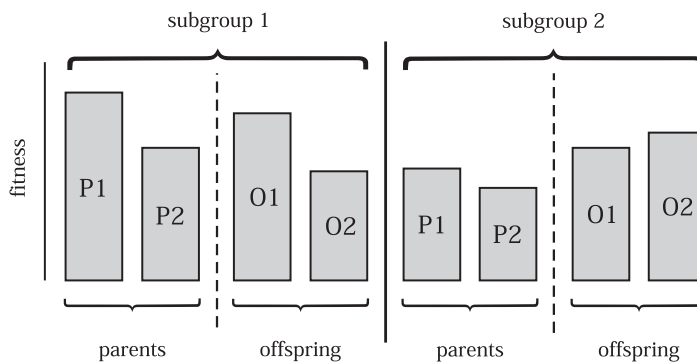 subgroup 1
subgroup 2
fitness
P1
P2
O1
O2
P1
P2
O1
O2
parents
offspring
parents
offspring